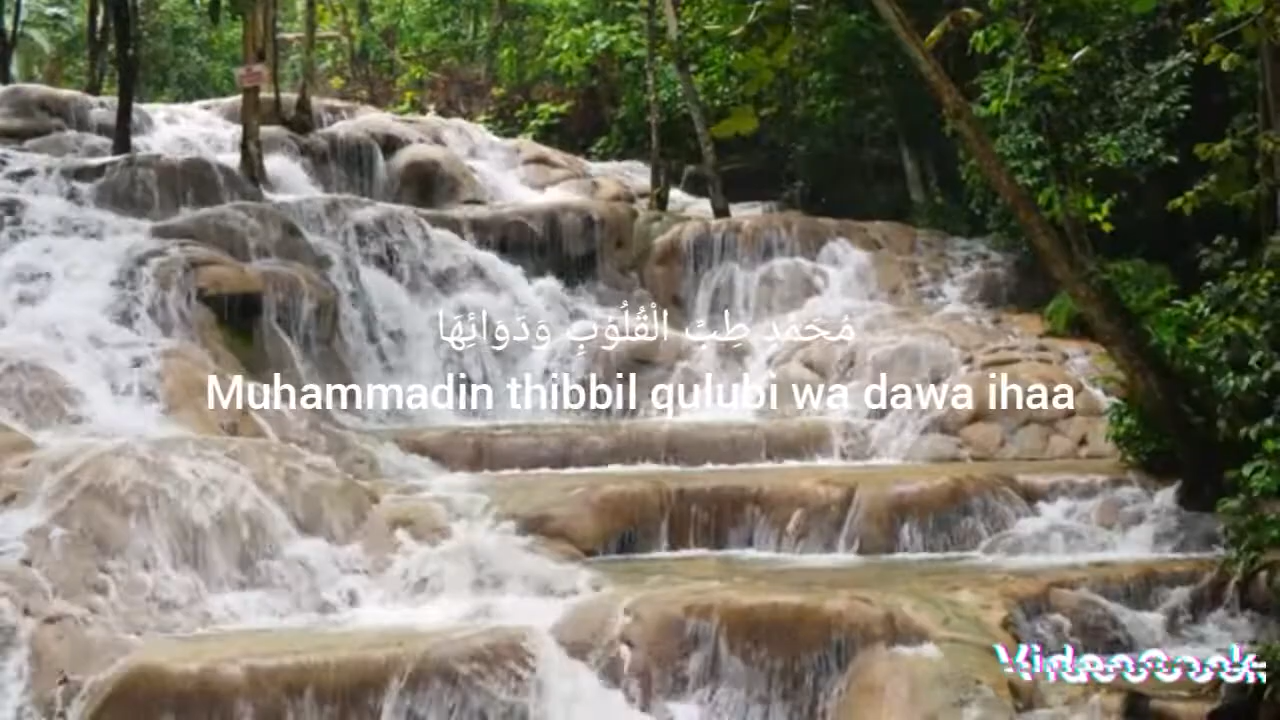 مُحَمَّدٍ طِبِّ الْقُلُوْبِ وَدَوَائِهَا
Muhammadin thibbil qulubi wa dawa ihaa
VideoCook